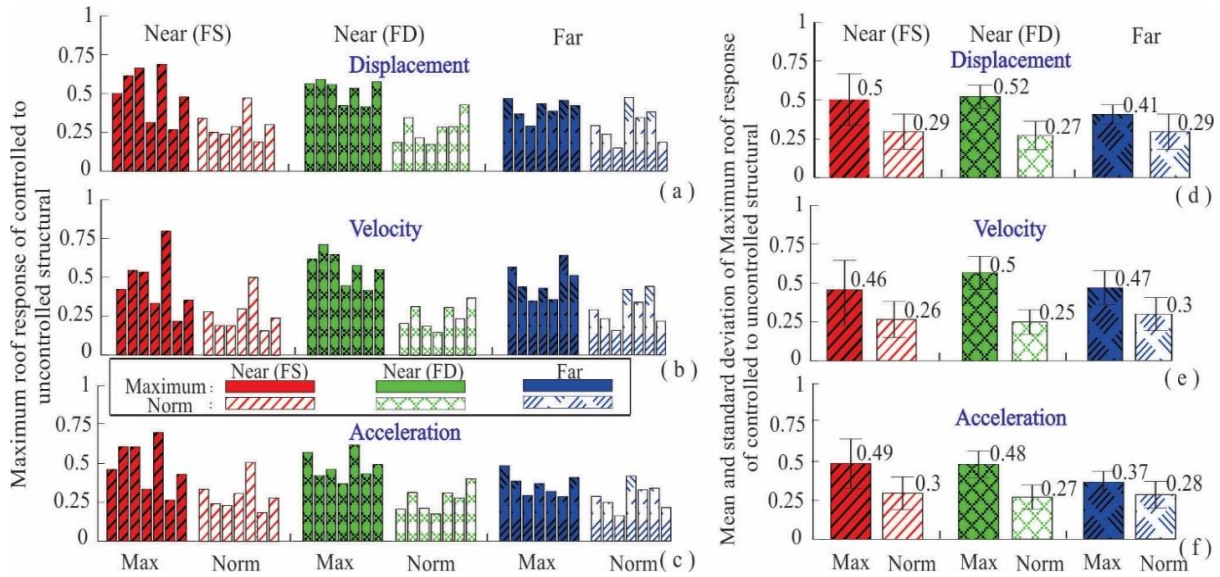 Maximum roof response of controlled to
uncontrolled structural
1
0.75
0.5
0.25
0
Near (FS)
Near (FD)
Far
Displacement
( a )
1
0.75
0.5
0.25
0
Velocity
( b )
Near (FS)
Near (FD)
Far
Maximum :
Norm :
1
0.5
0.25
0
Acceleration
( c )
Max
Norm
Max
Norm
Max
Norm
Mean and standard deviation of Maximum roof response
of controlled to uncontrolled structural
1
0.75
0.5
0.25
0
Near (FS)
Near (FD)
Far
Displacement
0.5
0.29
0.52
0.27
0.41
0.29
( d )
1
0.75
0.5
0.25
0
Velocity
0.46
0.26
0.5
0.25
0.47
0.3
( e )
1
0.75
0.5
0.25
0
Acceleration
0.49
0.3
0.48
0.27
0.37
0.28
( f )
Max
Norm
Max
Norm
Max
Norm